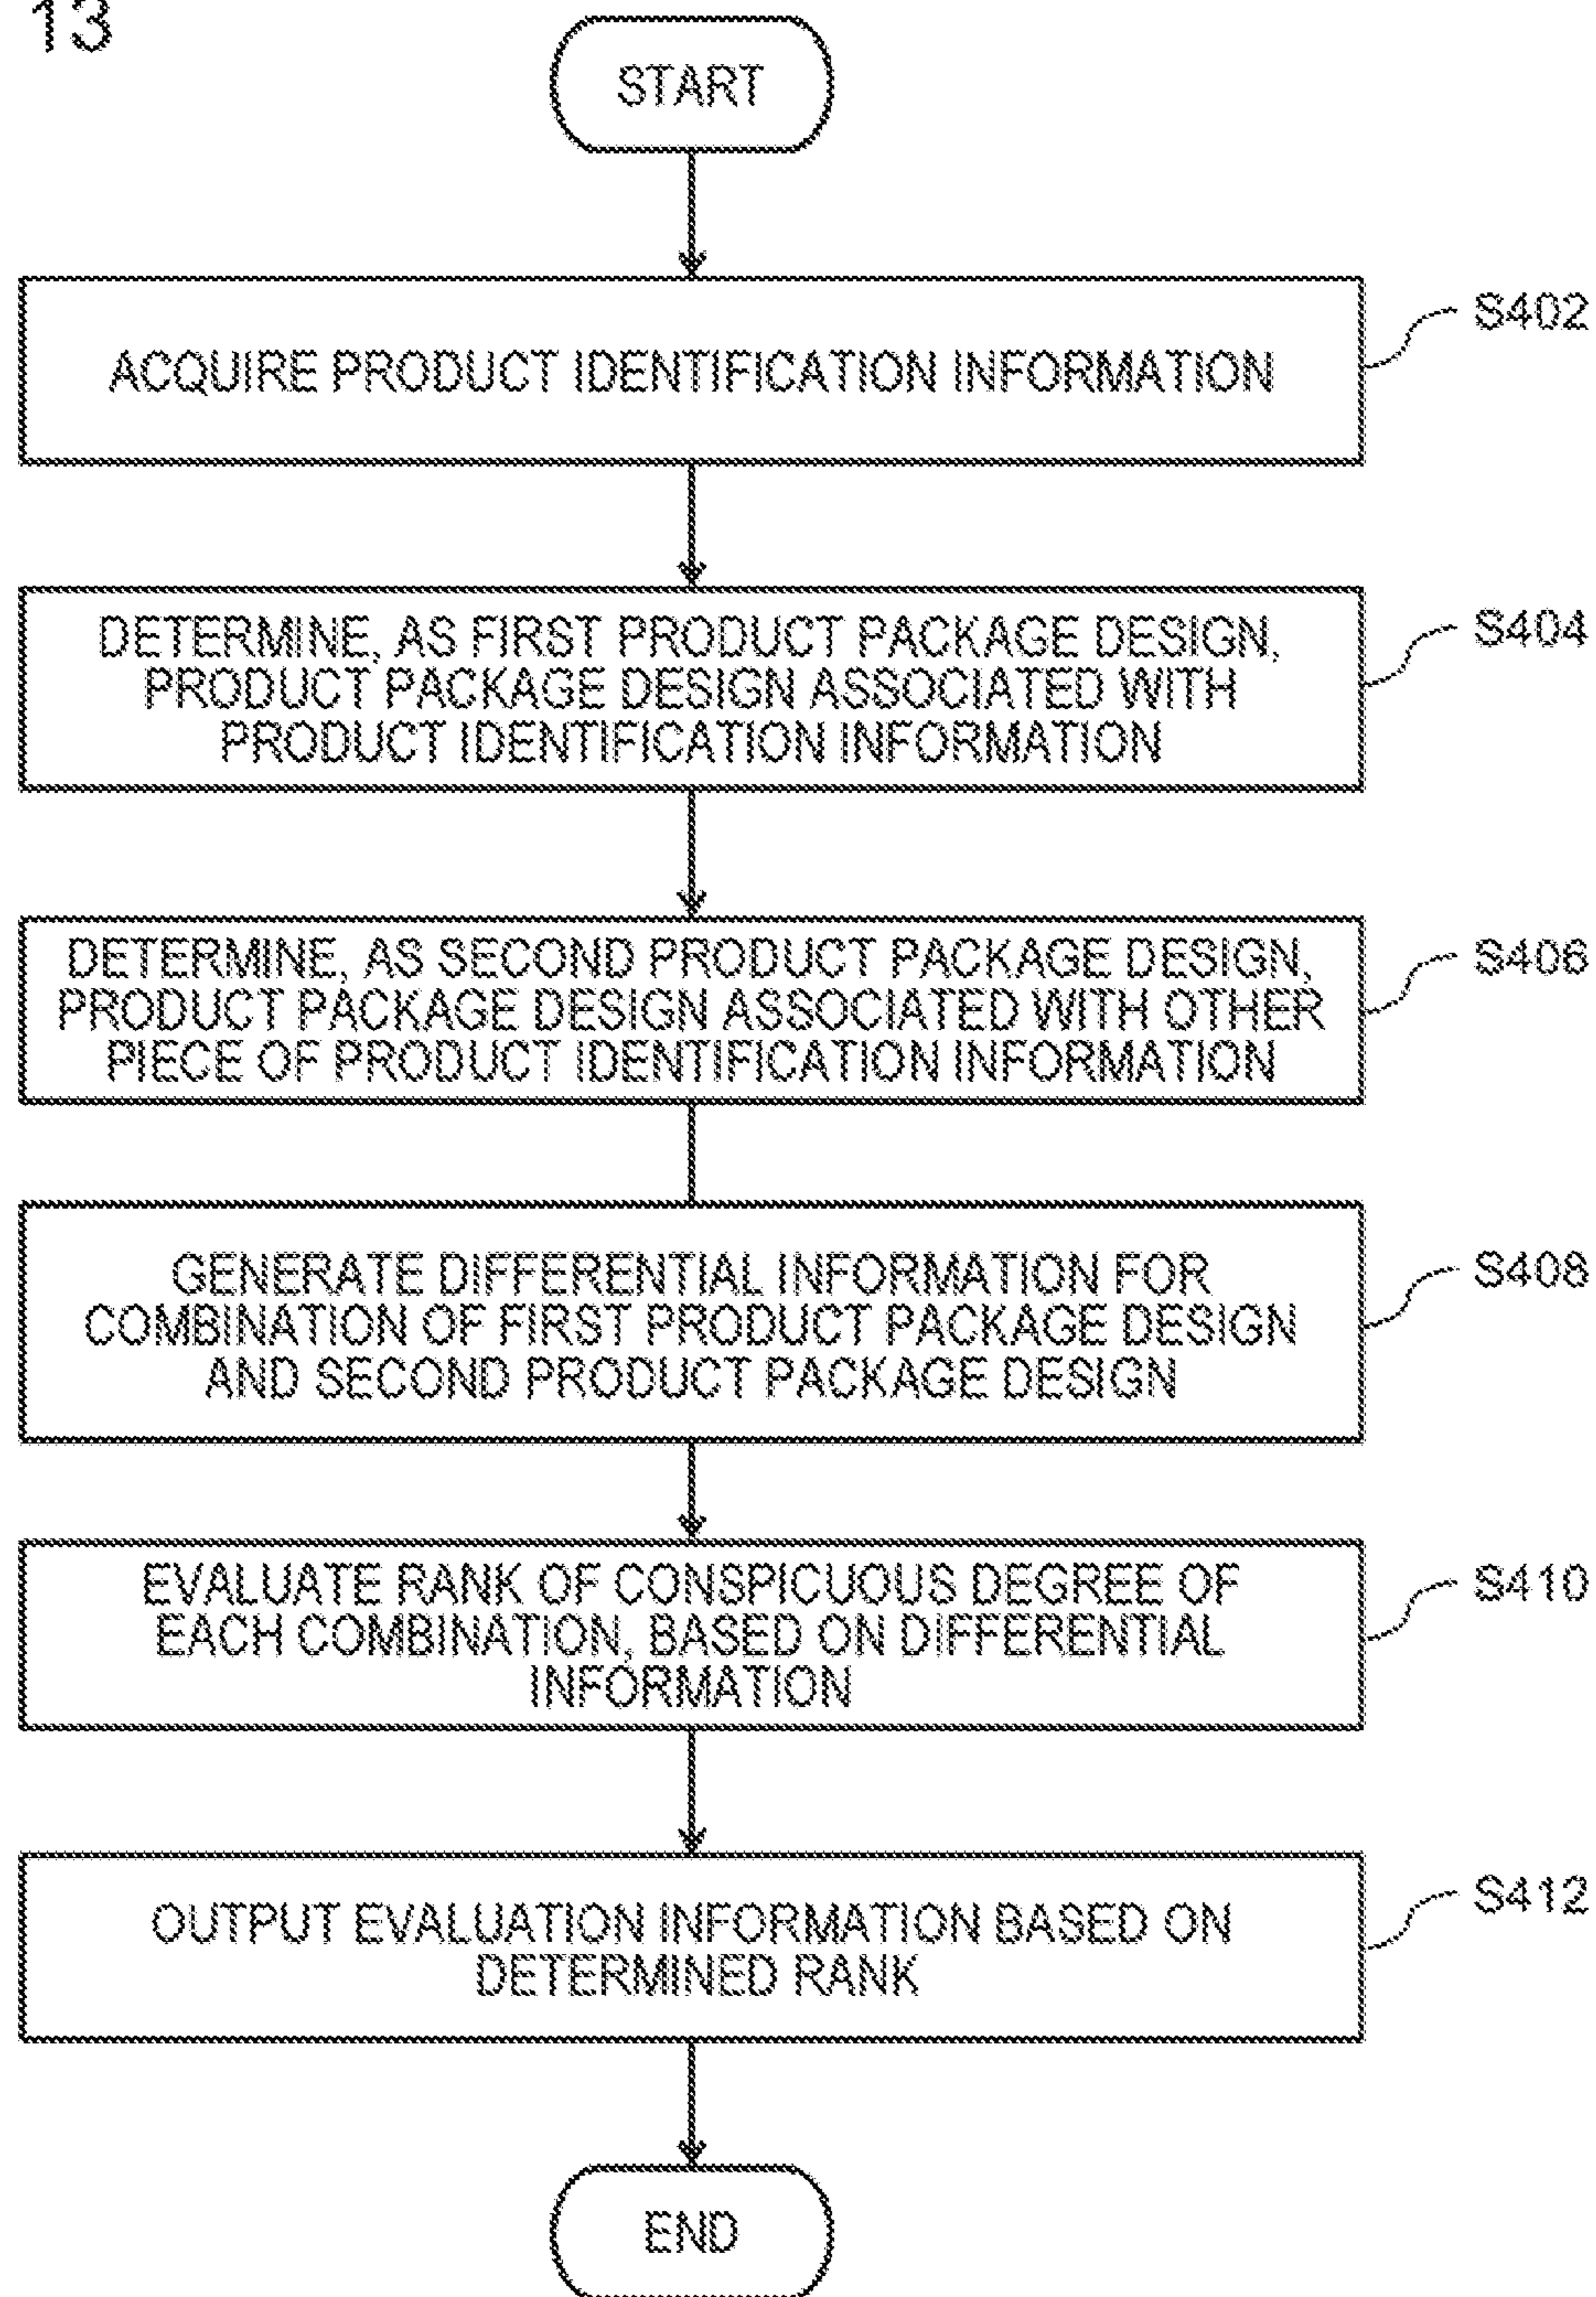 13
START
ACQUIRE PRODUCT IDENTIFICATION INFORMATION
S402
DETERMINE, AS FIRST PRODUCT PACKAGE DESIGN,
PRODUCT PACKAGE DESIGN ASSOCIATED WITH
PRODUCT IDENTIFICATION INFORMATION
S404
DETERMINE, AS SECOND PRODUCT PACKAGE DESIGN,
PRODUCT PACKAGE DESIGN ASSOCIATED WITH OTHER
PIECE OF PRODUCT IDENTIFICATION INFORMATION
S406
GENERATE DIFFERENTIAL INFORMATION FOR
COMBINATION OF FIRST PRODUCT PACKAGE DESIGN
AND SECOND PRODUCT PACKAGE DESIGN
S408
EVALUATE RANK OF CONSPICUOUS DEGREE OF
EACH COMBINATION, BASED ON DIFFERENTIAL
INFORMATION
S410
OUTPUT EVALUATION INFORMATION BASED ON
DETERMINED RANK
S412
END